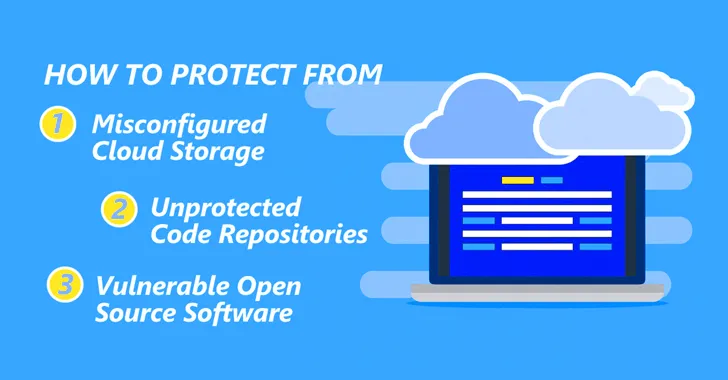 HOW TO PROTECT FROM
1 Misconfigured
Cloud Storage
2 Unprotected
Code Repositories
3 Vulnerable Open
Source Software